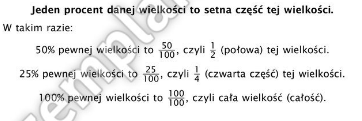 Jeden procent danej wielkości to setna część tej wielkości.
W takim razie:
50% pewnej wielkości to 50/100, czyli 1/2 (połowa) tej wielkości.
25% pewnej wielkości to 25/100, czyli 1/4 (czwarta część) tej wielkości.
100% pewnej wielkości to 100/100, czyli cała wielkość (całość).